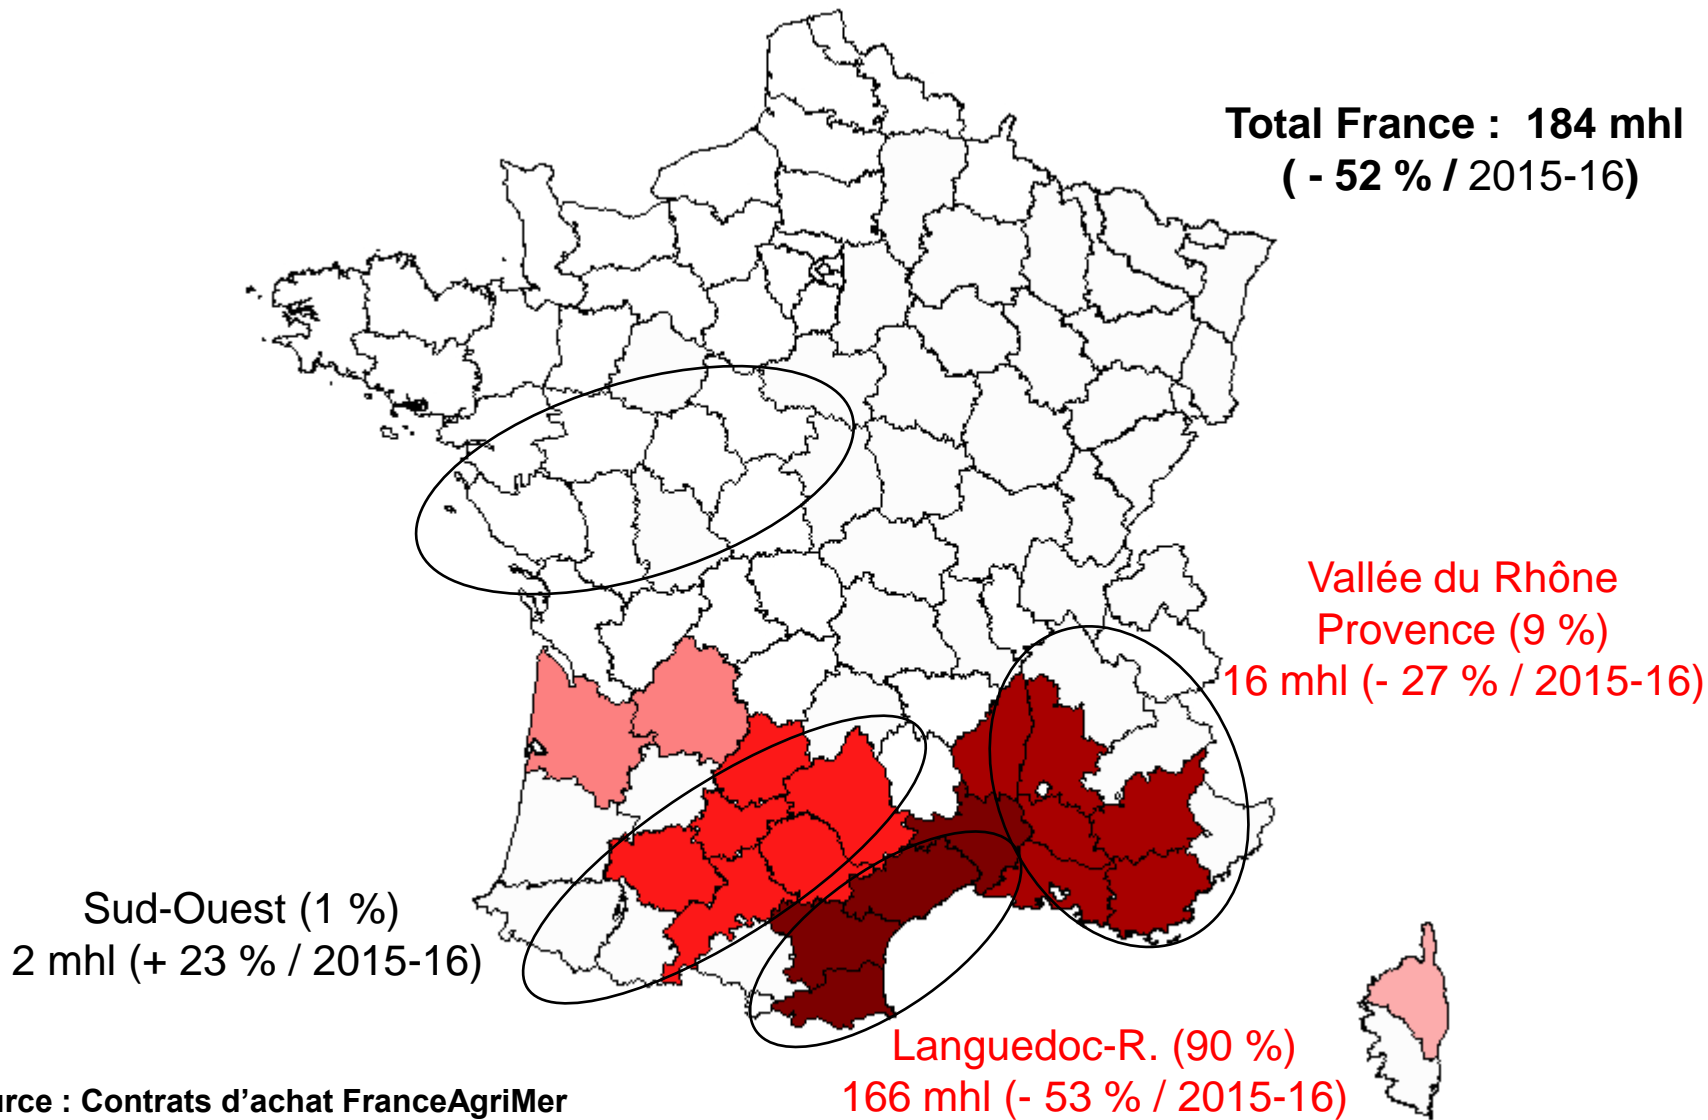 Total France : 184 mhl
( - 52 % / 2015-16)
Vallée du Rhône
Provence (9 %)
16 mhl (- 27 % / 2015-16)
Sud-Ouest (1 %)
2 mhl (+ 23 % / 2015-16)
Languedoc-R. (90 %)
166 mhl (- 53 % / 2015-16)
urce : Contrats d'achat FranceAgriMer